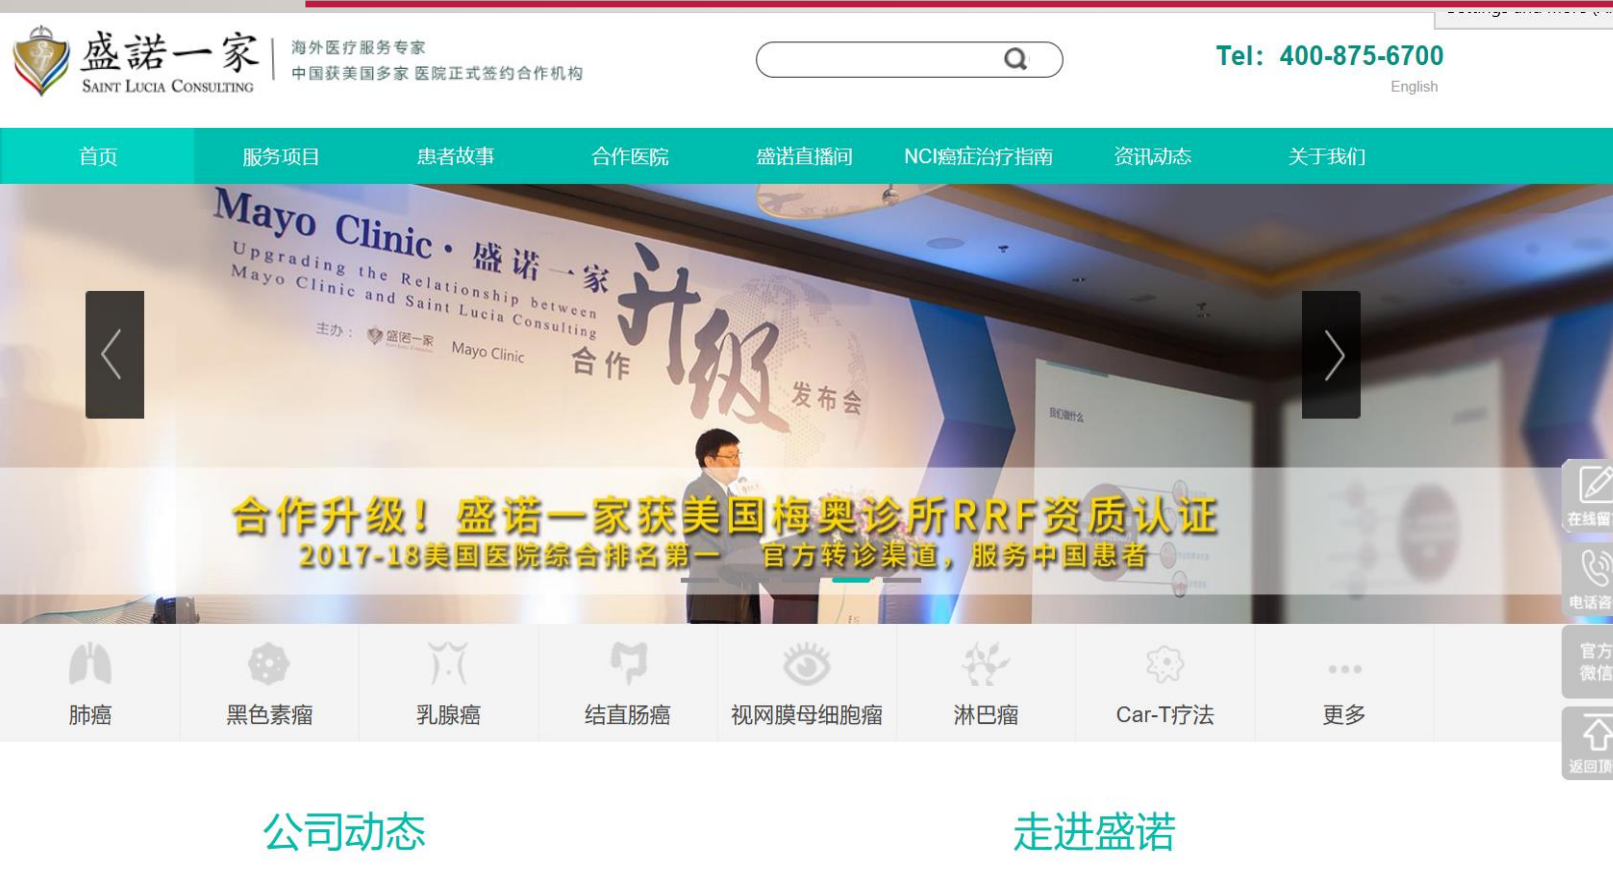 盛諾一家
SAINT LUCIA CONSULTING
海外医疗服务专家
中国获美国多家 医院正式签约合作机构
Tel：400-875-6700
English
首页
服务项目
患者故事
合作医院
盛诺直播间
NCI癌症治疗指南
资讯动态
关于我们
Mayo Clinic · 盛诺一家
Upgrading the Relationship between
Mayo Clinic and Saint Lucia Consulting
主办：
盛诺一家
Mayo Clinic
合作
升级
发布会
我们做什么
合作升级！盛诺一家获美国梅奥诊所RRF资质认证
2017-18美国医院综合排名第一 官方转诊渠道，服务中国患者
在线留
电话咨
官方
微信
返回顶
肺癌
黑色素瘤
乳腺癌
结直肠癌
视网膜母细胞瘤
淋巴瘤
Car-T疗法
更多
公司动态
走进盛诺